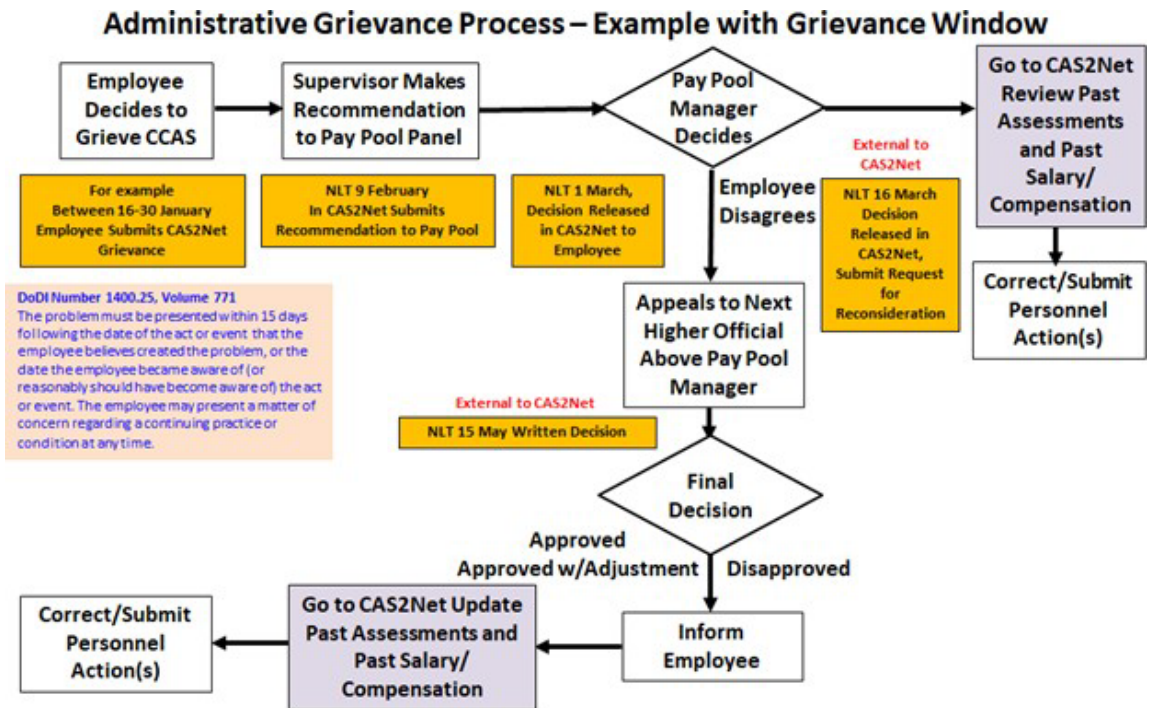 Administrative Grievance Process – Example with Grievance Window
Employee
Decides to
Grieve CCAS
Supervisor Makes
Recommendation
to Pay Pool Panel
Pay Pool
Manager
Decides
Go to CAS2Net
Review Past
Assessments
and Past
Salary/
Compensation
For example
Between 16-30 January
Employee Submits CAS2Net
Grievance
NLT 9 February
In CAS2Net Submits
Recommendation to Pay Pool
NLT 1 March,
Decision Released
in CAS2Net to
Employee
Employee
Disagrees
External to
CAS2Net
NLT 16 March
Decision
Released in
CAS2Net,
Submit Request
for
Reconsideration
Correct/Submit
Personnel
Action(s)
DoDI Number 1400.25, Volume 771
The problem must be presented within 15 days
following the date of the act or event that the
employee believes created the problem, or the
date the employee became aware of (or
reasonably should have become aware of) the act
or event. The employee may present a matter of
concern regarding a continuing practice or
condition at any time.
Appeals to Next
Higher Official
Above Pay Pool
Manager
External to CAS2Net
NLT 15 May Written Decision
Final
Decision
Approved
Approved w/Adjustment
Disapproved
Inform
Employee
Go to CAS2Net Update
Past Assessments and
Past Salary/
Compensation
Correct/Submit
Personnel
Action(s)